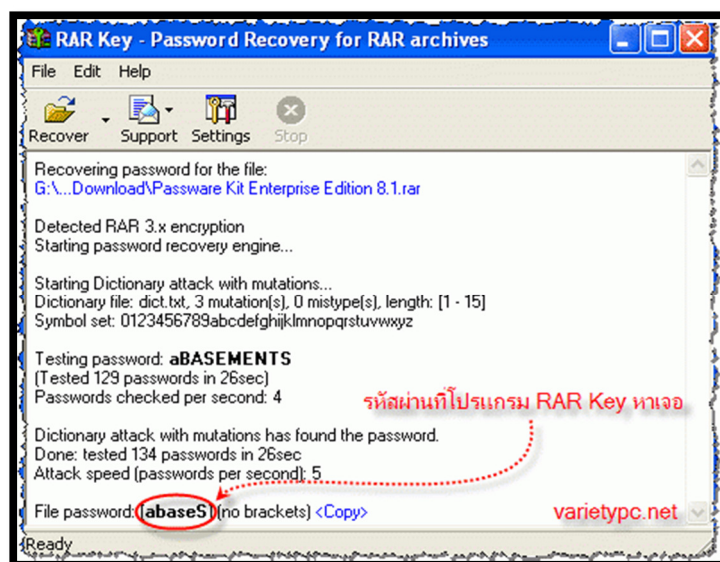 RAR Key - Password Recovery for RAR archives
File Edit Help
Recover Support Settings Stop
Recovering password for the file:
G:\...Download\Passware Kit Enterprise Edition 8.1.rar
Detected RAR 3.x encryption
Starting password recovery engine...
Starting Dictionary attack with mutations...
Dictionary file: dict.txt, 3 mutation(s), 0 mistype(s), length: [1 - 15]
Symbol set: 0123456789abcdefghijklmnopqrstuvwxyz
Testing password: aBASEMENTS
(Tested 129 passwords in 26sec)
Passwords checked per second: 4
รหัสผ่านที่โปรแกรม RAR Key หาเจอ
Dictionary attack with mutations has found the password.
Done: tested 134 passwords in 26sec
Attack speed (passwords per second): 5
File password: [abaseS] (no brackets) <Copy>
varietypc.net
Ready